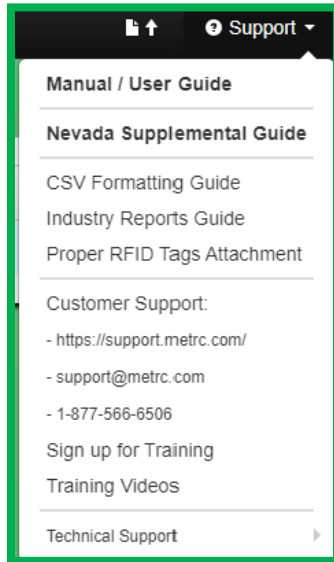 Support
Manual / User Guide
Nevada Supplemental Guide
CSV Formatting Guide
Industry Reports Guide
Proper RFID Tags Attachment
Customer Support:
- https://support.metrc.com/
- support@metrc.com
- 1-877-566-6506
Sign up for Training
Training Videos
Technical Support